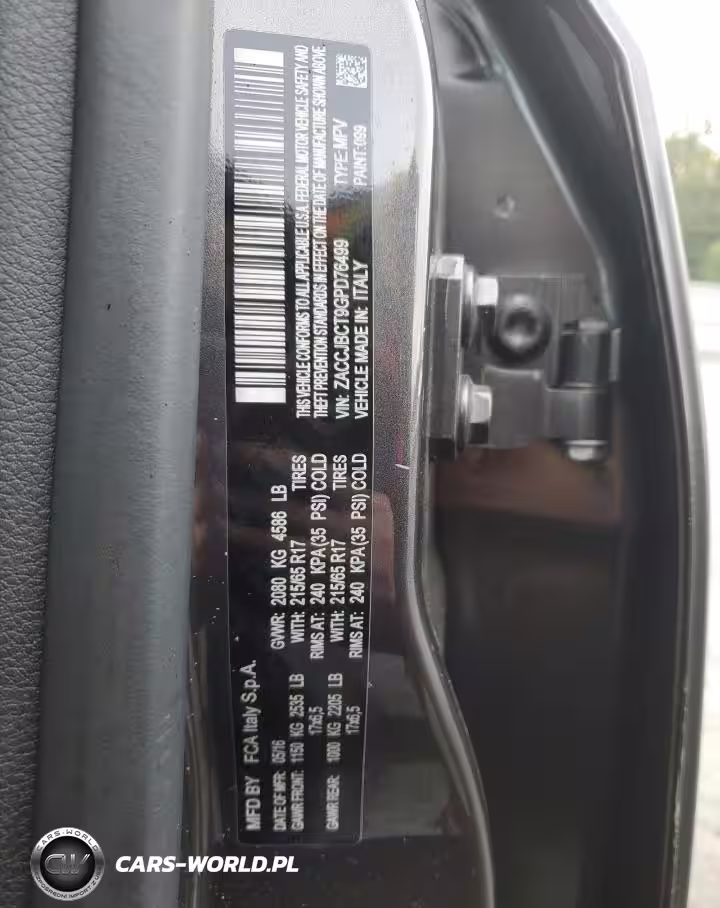 MFD BY FCA Italy S.p.A.
DATE OF MFR: 05/16 GVWR: 2080 KG 4586 LB
GAWR FRONT: 1150 KG 2535 LB WITH: 215/65 R17 TIRES
17x6,5 RIMS AT: 240 KPA(35 PSI) COLD
GAWR REAR: 1000 KG 2205 LB WITH: 215/65 R17 TIRES
17x6,5 RIMS AT: 240 KPA(35 PSI) COLD
THIS VEHICLE CONFORMS TO ALL APPLICABLE U.S.A. FEDERAL MOTOR VEHICLE SAFETY AND
THEFT PREVENTION STANDARDS IN EFFECT ON THE DATE OF MANUFACTURE SHOWN ABOVE.
VIN: ZACCJBCT9GPD76499 TYPE:MPV
VEHICLE MADE IN: ITALY PAINT:099
CARS-WORLD
CW
CARS-WORLD.PL